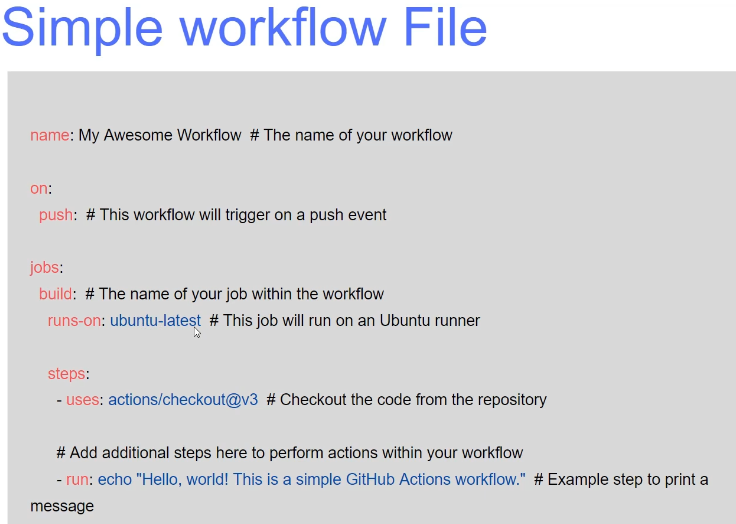 Simple workflow File
name: My Awesome Workflow # The name of your workflow
on:
push: # This workflow will trigger on a push event
jobs:
build: # The name of your job within the workflow
runs-on: ubuntu-latest # This job will run on an Ubuntu runner
steps:
- uses: actions/checkout@v3 # Checkout the code from the repository
# Add additional steps here to perform actions within your workflow
- run: echo "Hello, world! This is a simple GitHub Actions workflow." # Example step to print a
message